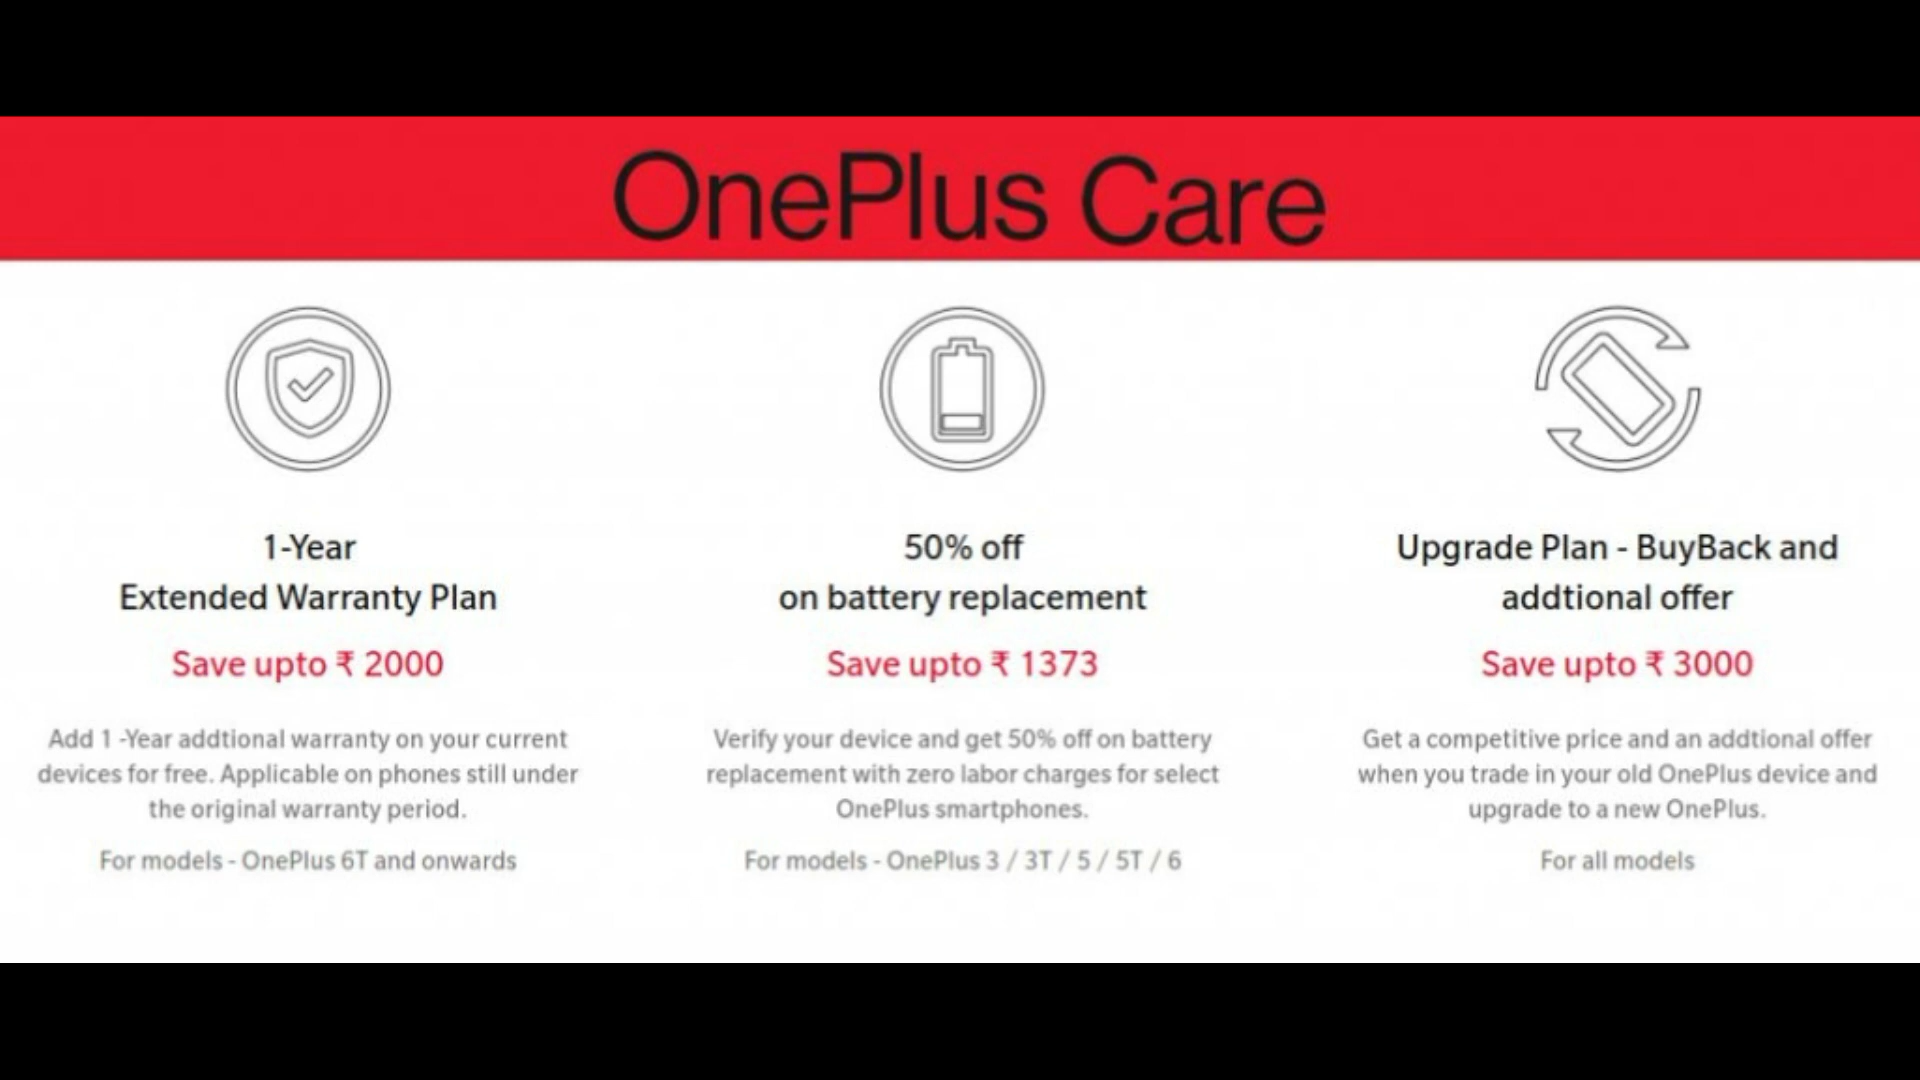 OnePlus Care
1-Year
Extended Warranty Plan
Save upto ₹ 2000
Add 1 -Year addtional warranty on your current
devices for free. Applicable on phones still under
the original warranty period.
For models - OnePlus 6T and onwards
50% off
on battery replacement
Save upto ₹ 1373
Verify your device and get 50% off on battery
replacement with zero labor charges for select
OnePlus smartphones.
For models - OnePlus 3 / 3T / 5 / 5T / 6
Upgrade Plan - BuyBack and
addtional offer
Save upto ₹ 3000
Get a competitive price and an addtional offer
when you trade in your old OnePlus device and
upgrade to a new OnePlus.
For all models